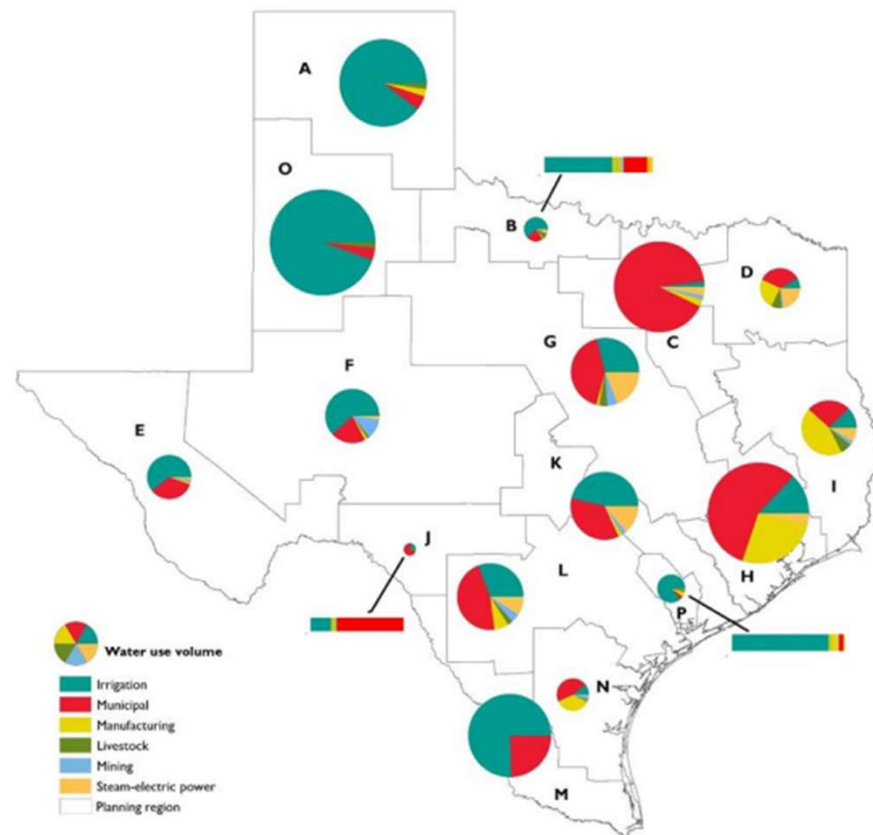 A
O
B
D
C
G
F
E
K
I
J
L
H
P
N
M
Water use volume
Irrigation
Municipal
Manufacturing
Livestock
Mining
Steam-electric power
Planning region